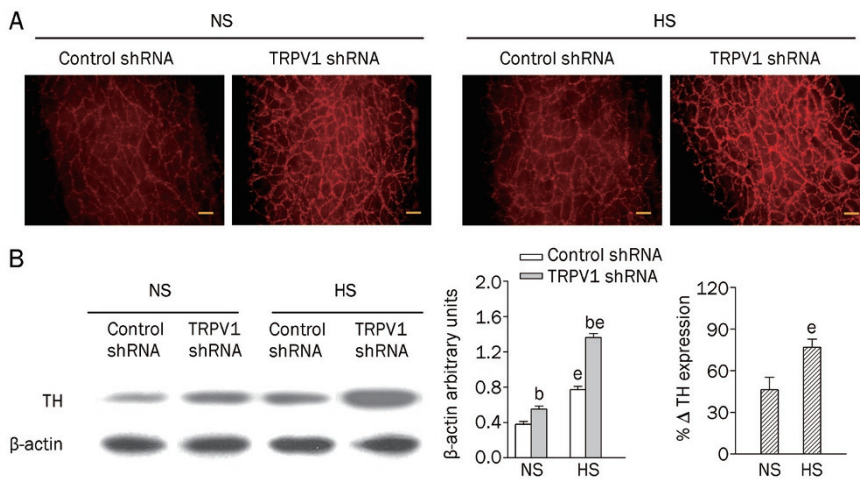 A
NS
HS
Control shRNA
TRPV1 shRNA
Control shRNA
TRPV1 shRNA
B
NS
HS
Control
shRNA
TRPV1
shRNA
Control
shRNA
TRPV1
shRNA
TH
β-actin
Control shRNA
TRPV1 shRNA
β-actin arbitrary units
2.0
1.6
1.2
0.8
0.4
0.0
b
e
be
NS
HS
% Δ TH expression
120
90
60
30
0
e
NS
HS